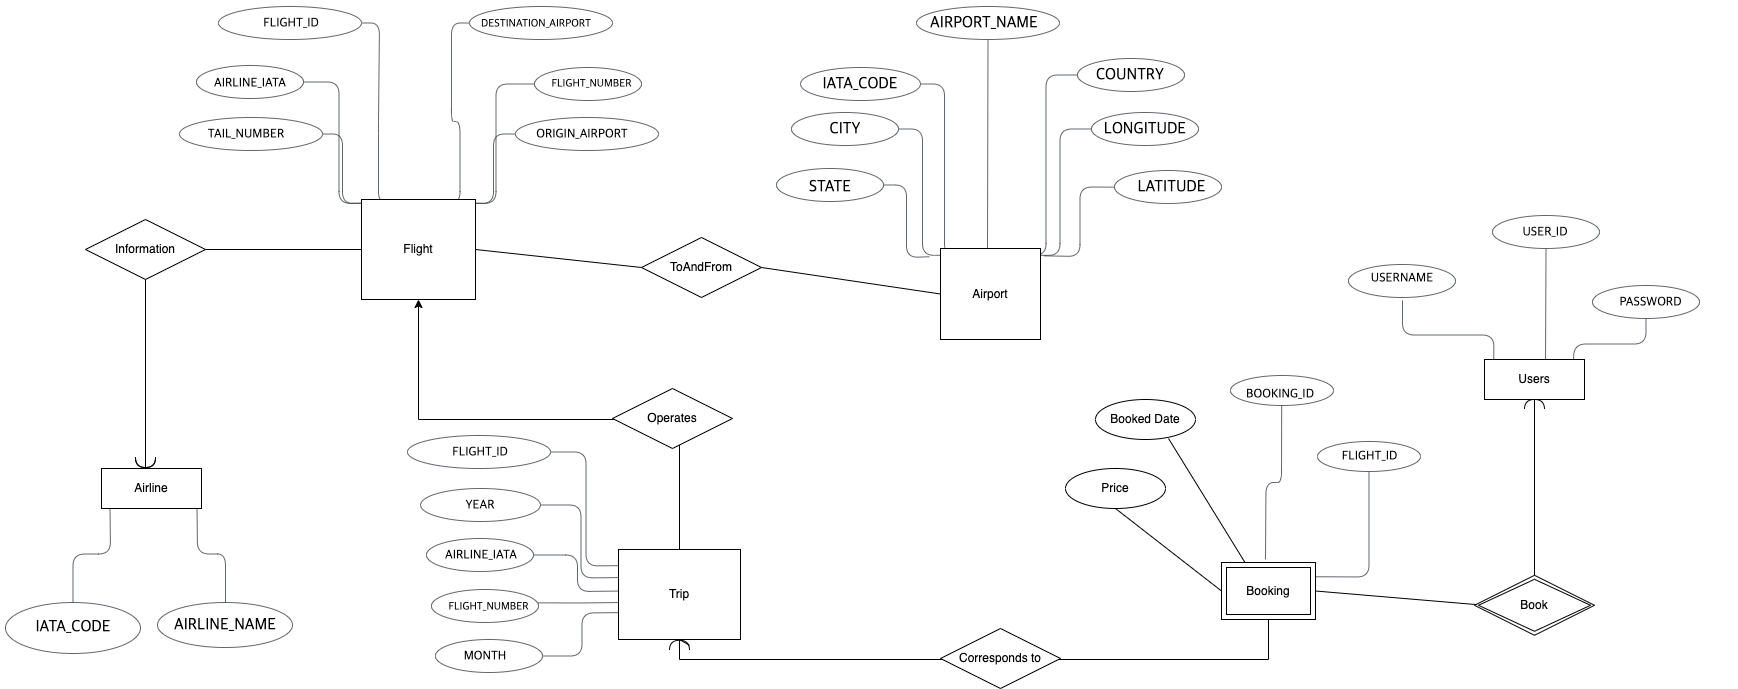 FLIGHT_ID
DESTINATION_AIRPORT
AIRPORT_NAME
AIRLINE_IATA
FLIGHT_NUMBER
IATA_CODE
COUNTRY
TAIL_NUMBER
ORIGIN_AIRPORT
CITY
LONGITUDE
STATE
LATITUDE
Information
Flight
ToAndFrom
Airport
USER_ID
USERNAME
PASSWORD
Users
Operates
BOOKING_ID
Booked Date
FLIGHT_ID
FLIGHT_ID
Airline
Price
YEAR
AIRLINE_IATA
Trip
Booking
Book
FLIGHT_NUMBER
IATA_CODE
AIRLINE_NAME
MONTH
Corresponds to